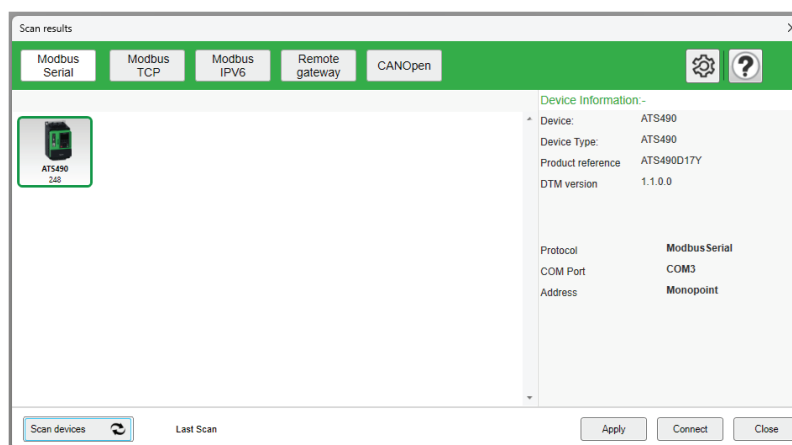 Scan results
Modbus
Serial
Modbus
TCP
Modbus
IPV6
Remote
gateway
CANOpen
?
Device Information:-
Device: ATS490
Device Type: ATS490
Product reference ATS490D17Y
DTM version 1.1.0.0
ATS490
248
Protocol ModbusSerial
COM Port COM3
Address Monopoint
Scan devices
Last Scan
Apply
Connect
Close